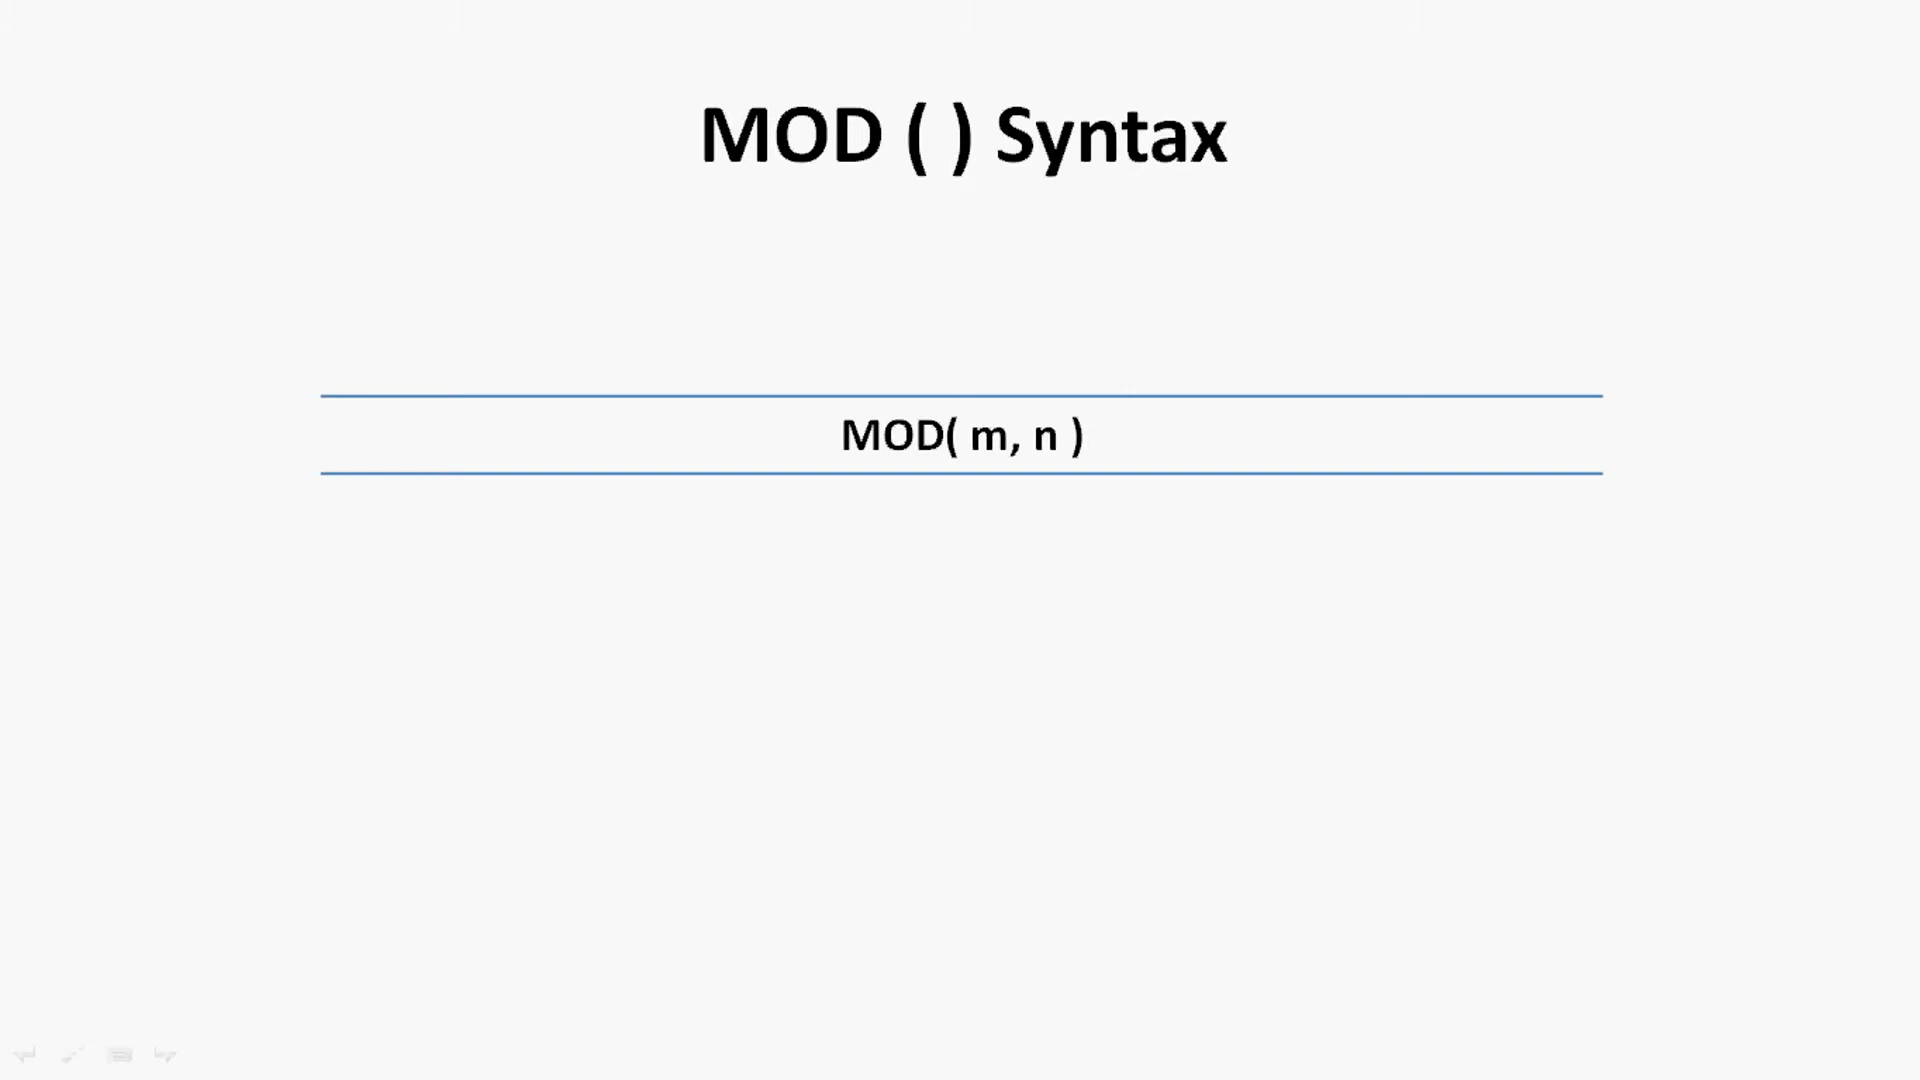 MOD ( ) Syntax
MOD( m, n )